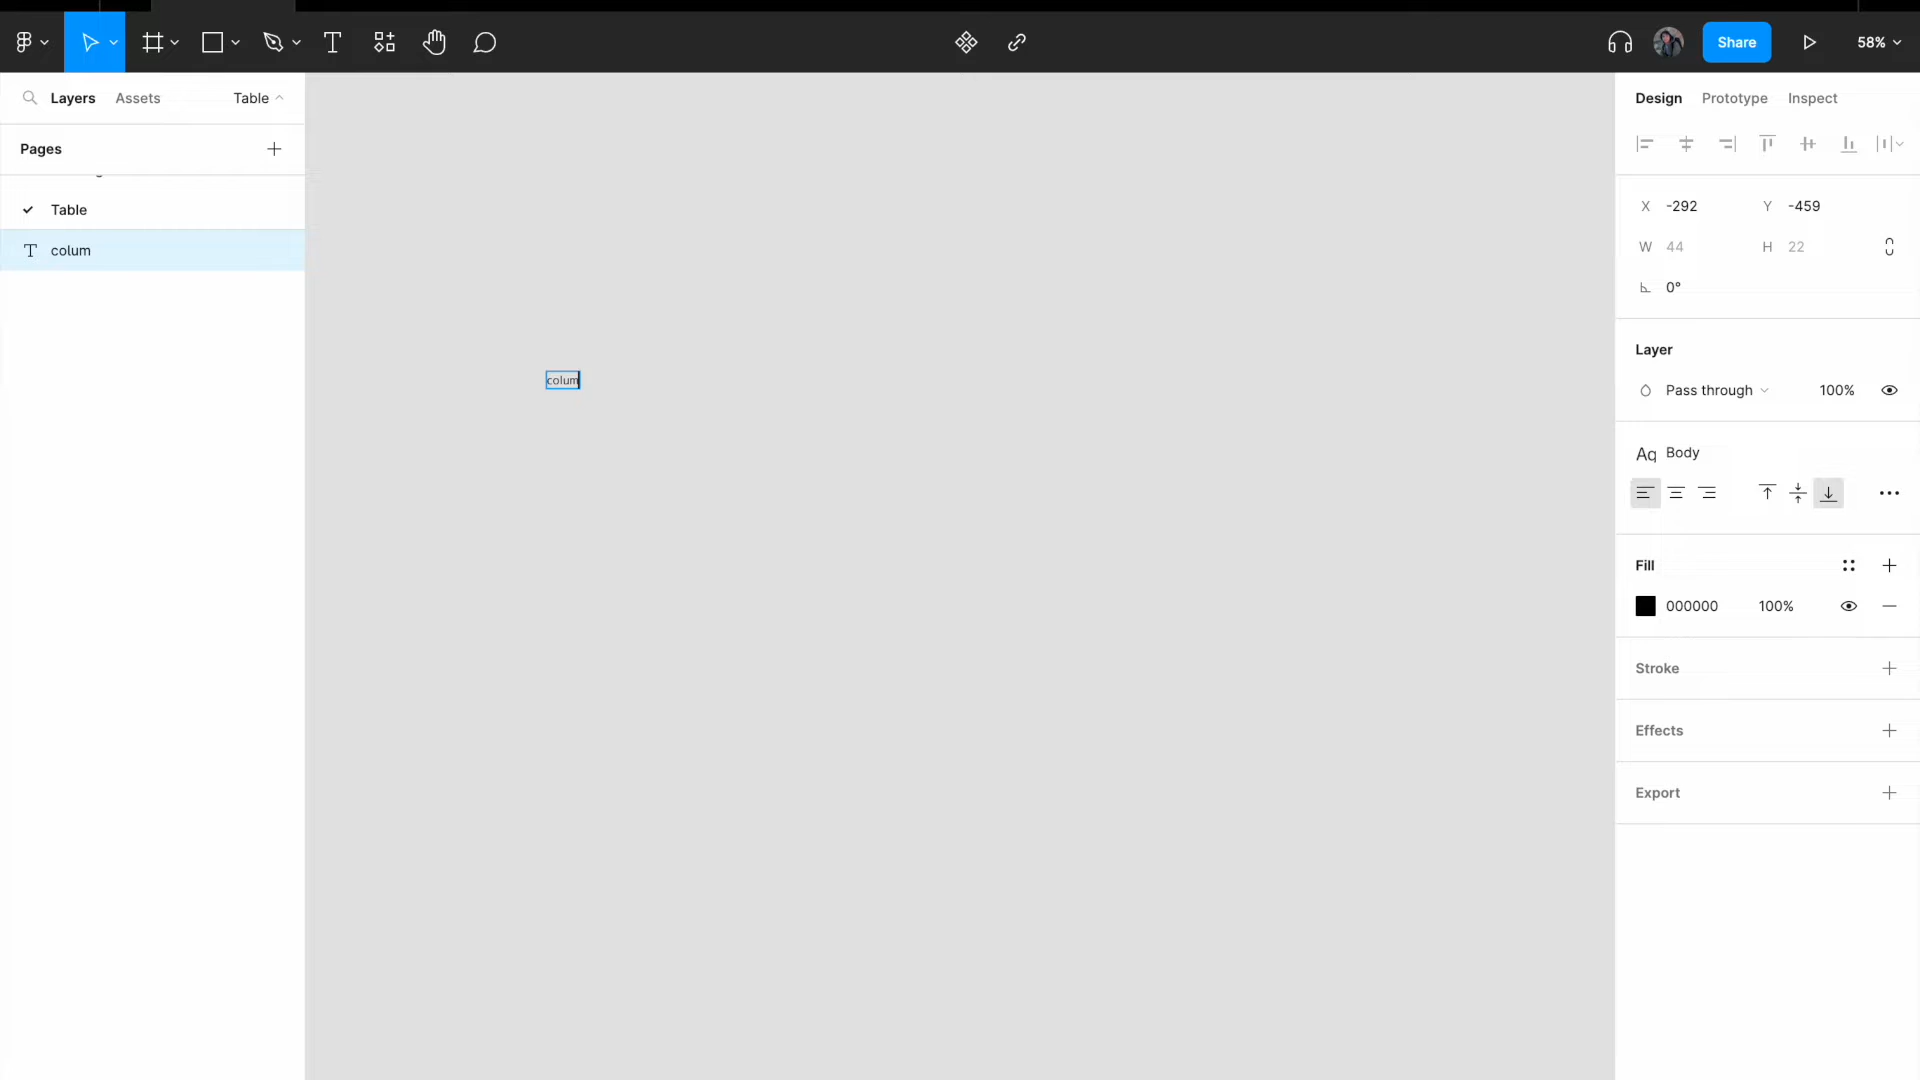 Share
58%
Layers Assets Table
Pages
Table
colum
colum
Design Prototype Inspect
X -292 Y -459
W 44 H 22
0°
Layer
Pass through 100%
Ag Body
Fill
000000 100%
Stroke
Effects
Export